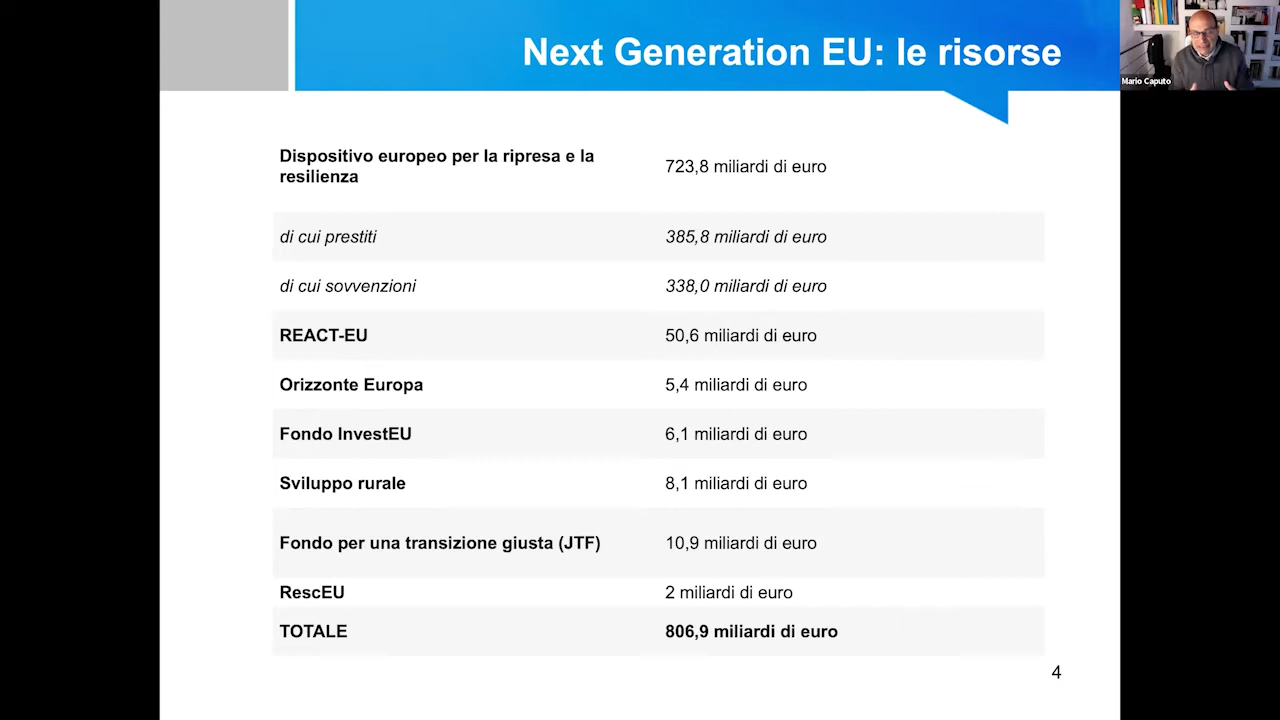 Next Generation EU: le risorse
Mario Caputo
Dispositivo europeo per la ripresa e la
resilienza
723,8 miliardi di euro
di cui prestiti
385,8 miliardi di euro
di cui sovvenzioni
338,0 miliardi di euro
REACT-EU
50,6 miliardi di euro
Orizzonte Europa
5,4 miliardi di euro
Fondo InvestEU
6,1 miliardi di euro
Sviluppo rurale
8,1 miliardi di euro
Fondo per una transizione giusta (JTF)
10,9 miliardi di euro
RescEU
2 miliardi di euro
TOTALE
806,9 miliardi di euro
4